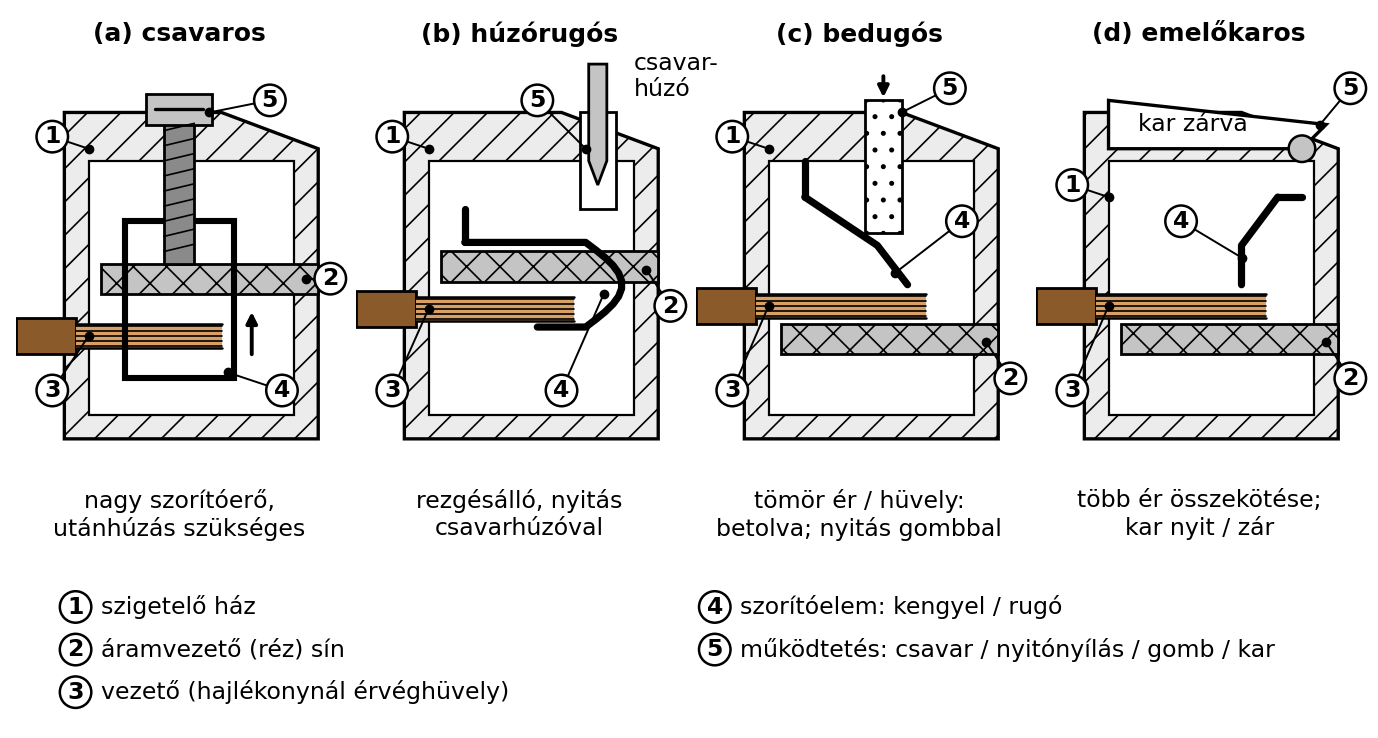 (a) csavaros
(b) húzórugós
(c) bedugós
(d) emelőkaros
csavar-
húzó
5
5
5
5
1
1
1
kar zárva
1
4
4
2
2
3
4
3
4
3
2
3
2
nagy szorítóerő,
utánhúzás szükséges
rezgésálló, nyitás
csavarhúzóval
tömör ér / hüvely:
betolva; nyitás gombbal
több ér összekötése;
kar nyit / zár
1 szigetelő ház
2 áramvezető (réz) sín
3 vezető (hajlékonynál érvéghüvely)
4 szorítóelem: kengyel / rugó
5 működtetés: csavar / nyitónyílás / gomb / kar